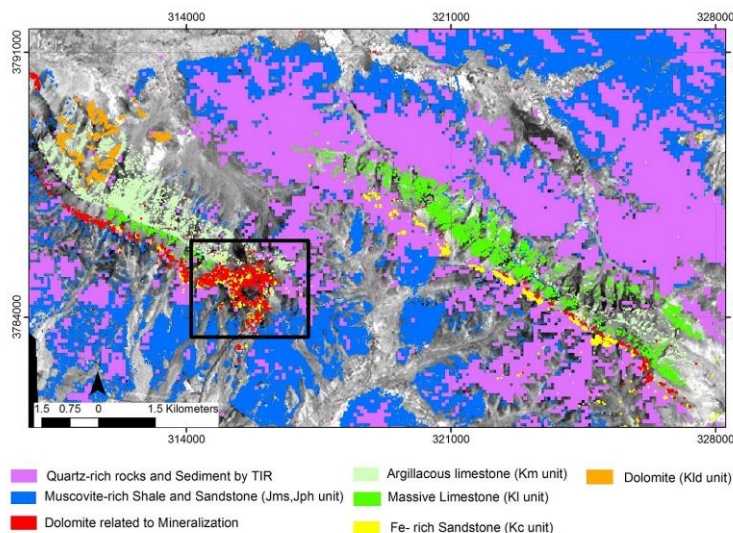 314000 321000 328000
3791000 3791000
3784000 3784000
1.5 0.75 0 1.5 Kilometers
314000 321000 328000
Quartz-rich rocks and Sediment by TIR
Muscovite-rich Shale and Sandstone (Jms,Jph unit)
Dolomite related to Mineralization
Argillacous limestone (Km unit)
Massive Limestone (Kl unit)
Fe- rich Sandstone (Kc unit)
Dolomite (Kld unit)